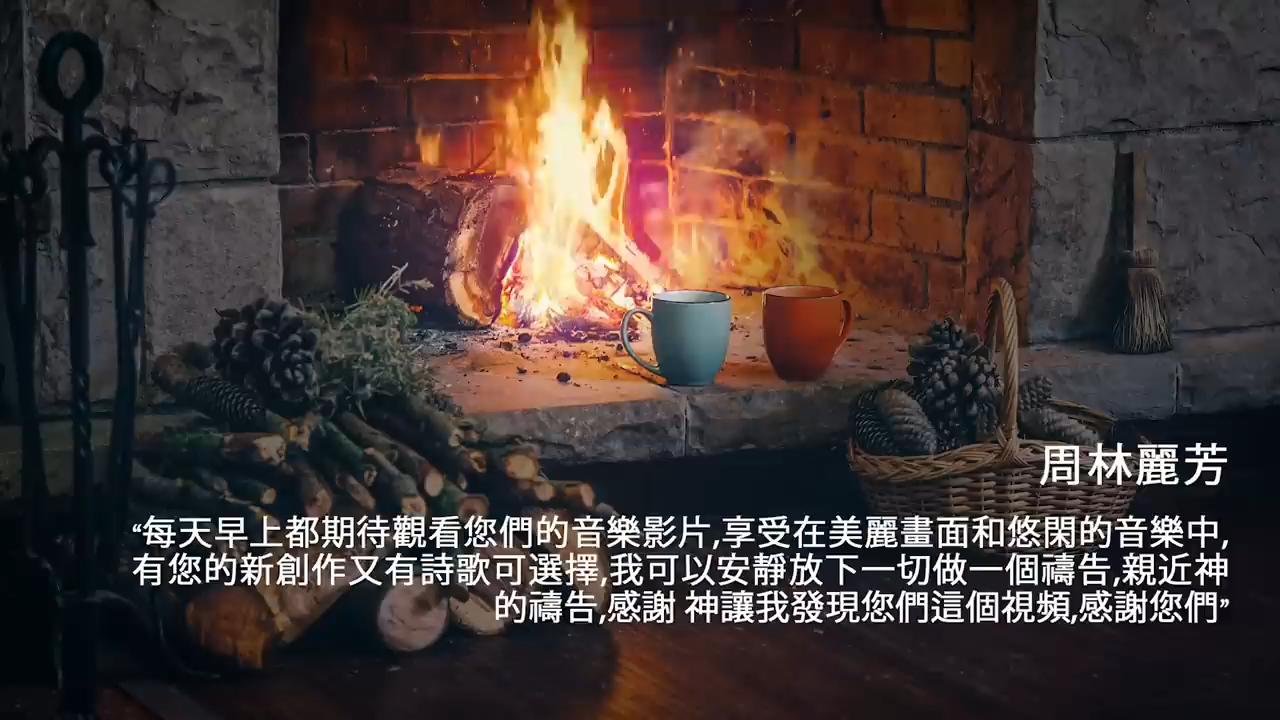 周林麗芳
“每天早上都期待觀看您們的音樂影片,享受在美麗畫面和悠閑的音樂中,
有您的新創作又有詩歌可選擇,我可以安靜放下一切做一個禱告,親近神
的禱告,感謝 神讓我發現您們這個視頻,感謝您們”